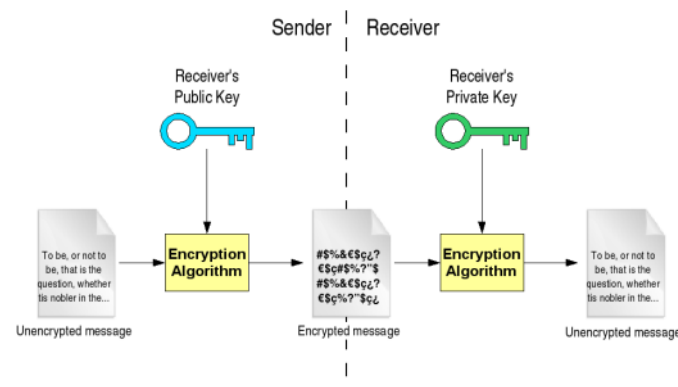 Sender
Receiver
Receiver's
Public Key
Receiver's
Private Key
To be, or not to
be, that is the
question, whether
tis nobler in the...
Encryption
Algorithm
#$%&€$ç¿?
€$ç#$%?"$
#$%&€$ç¿?
€$ç%?"$ç¿
Encryption
Algorithm
To be, or not to
be, that is the
question, whether
tis nobler in the...
Unencrypted message
Encrypted message
Unencrypted message